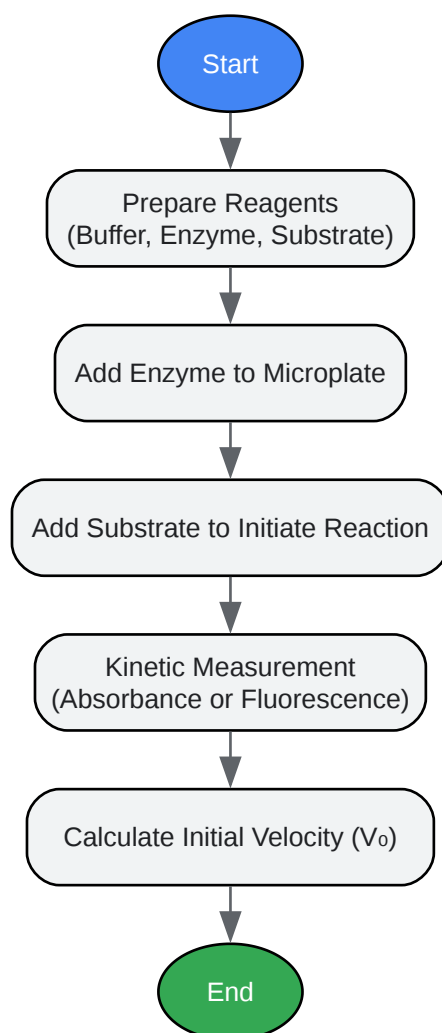 Start
Prepare Reagents
(Buffer, Enzyme, Substrate)
Add Enzyme to Microplate
Add Substrate to Initiate Reaction
Kinetic Measurement
(Absorbance or Fluorescence)
Calculate Initial Velocity (V₀)
End